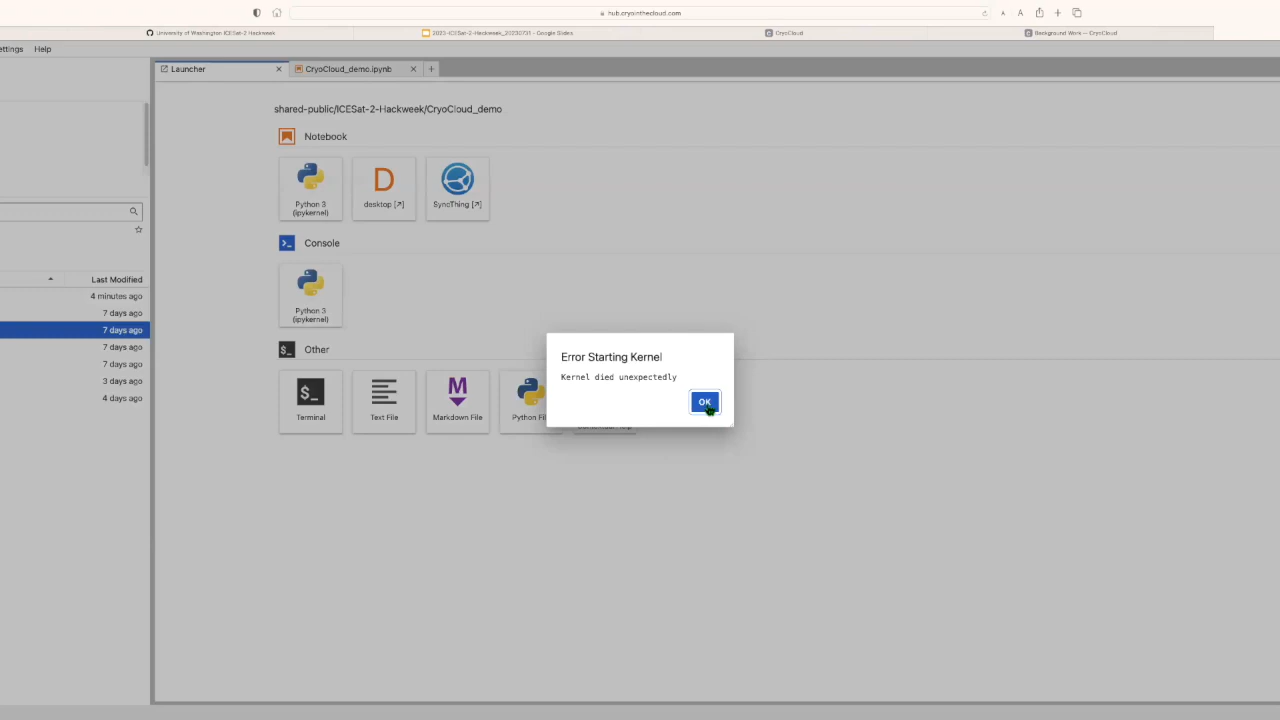 hub.cryointhecloud.com
A
A
University of Washington ICESat-2 Hackweek
2023-ICESat-2-Hackweek_20230731 - Google Slides
CryoCloud
Background Work — CryoCloud
ettings
Help
Launcher
CryoCloud_demo.ipynb
shared-public/ICESat-2-Hackweek/CryoCloud_demo
Notebook
Python 3
(ipykernel)
D
desktop [↗]
SyncThing [↗]
Console
Python 3
(ipykernel)
Last Modified
4 minutes ago
7 days ago
7 days ago
7 days ago
7 days ago
3 days ago
4 days ago
Other
Terminal
Text File
M
Markdown File
Python Fi
Error Starting Kernel
Kernel died unexpectedly
OK